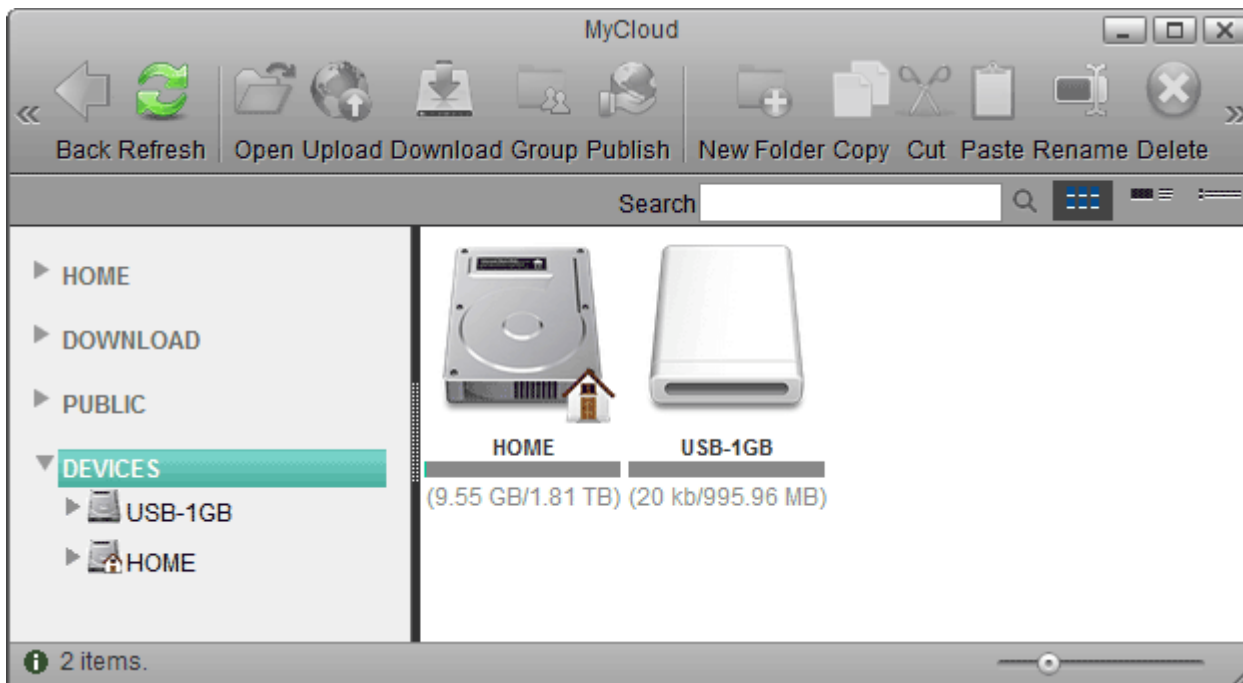 MyCloud
Back Refresh Open Upload Download Group Publish New Folder Copy Cut Paste Rename Delete
Search
HOME
DOWNLOAD
PUBLIC
DEVICES
USB-1GB
HOME
HOME USB-1GB
(9.55 GB/1.81 TB) (20 kb/995.96 MB)
2 items.